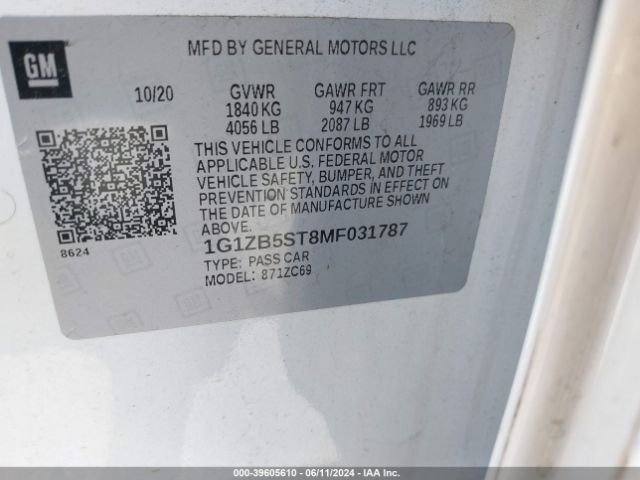 GM
MFD BY GENERAL MOTORS LLC
10/20 GVWR GAWR FRT GAWR RR
1840 KG 947 KG 893 KG
4056 LB 2087 LB 1969 LB
THIS VEHICLE CONFORMS TO ALL
APPLICABLE U.S. FEDERAL MOTOR
VEHICLE SAFETY, BUMPER, AND THEFT
PREVENTION STANDARDS IN EFFECT ON
THE DATE OF MANUFACTURE SHOWN
ABOVE.
8624
1G1ZB5ST8MF031787
TYPE: PASS CAR
MODEL: 871ZC69
000-39605610 - 06/11/2024 - IAA Inc.